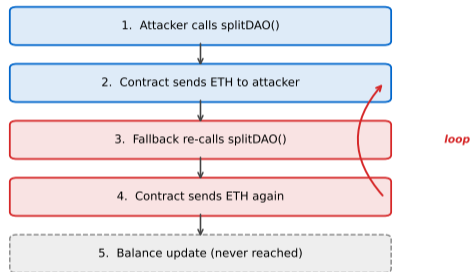 1. Attacker calls splitDAO()
2. Contract sends ETH to attacker
3. Fallback re-calls splitDAO()
loop
4. Contract sends ETH again
5. Balance update (never reached)